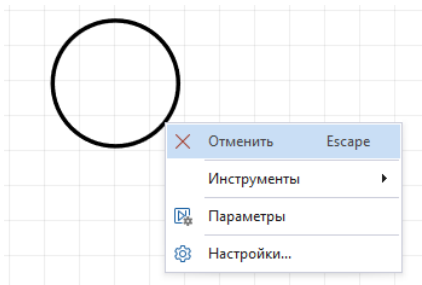 Отменить Escape
Инструменты
Параметры
Настройки...